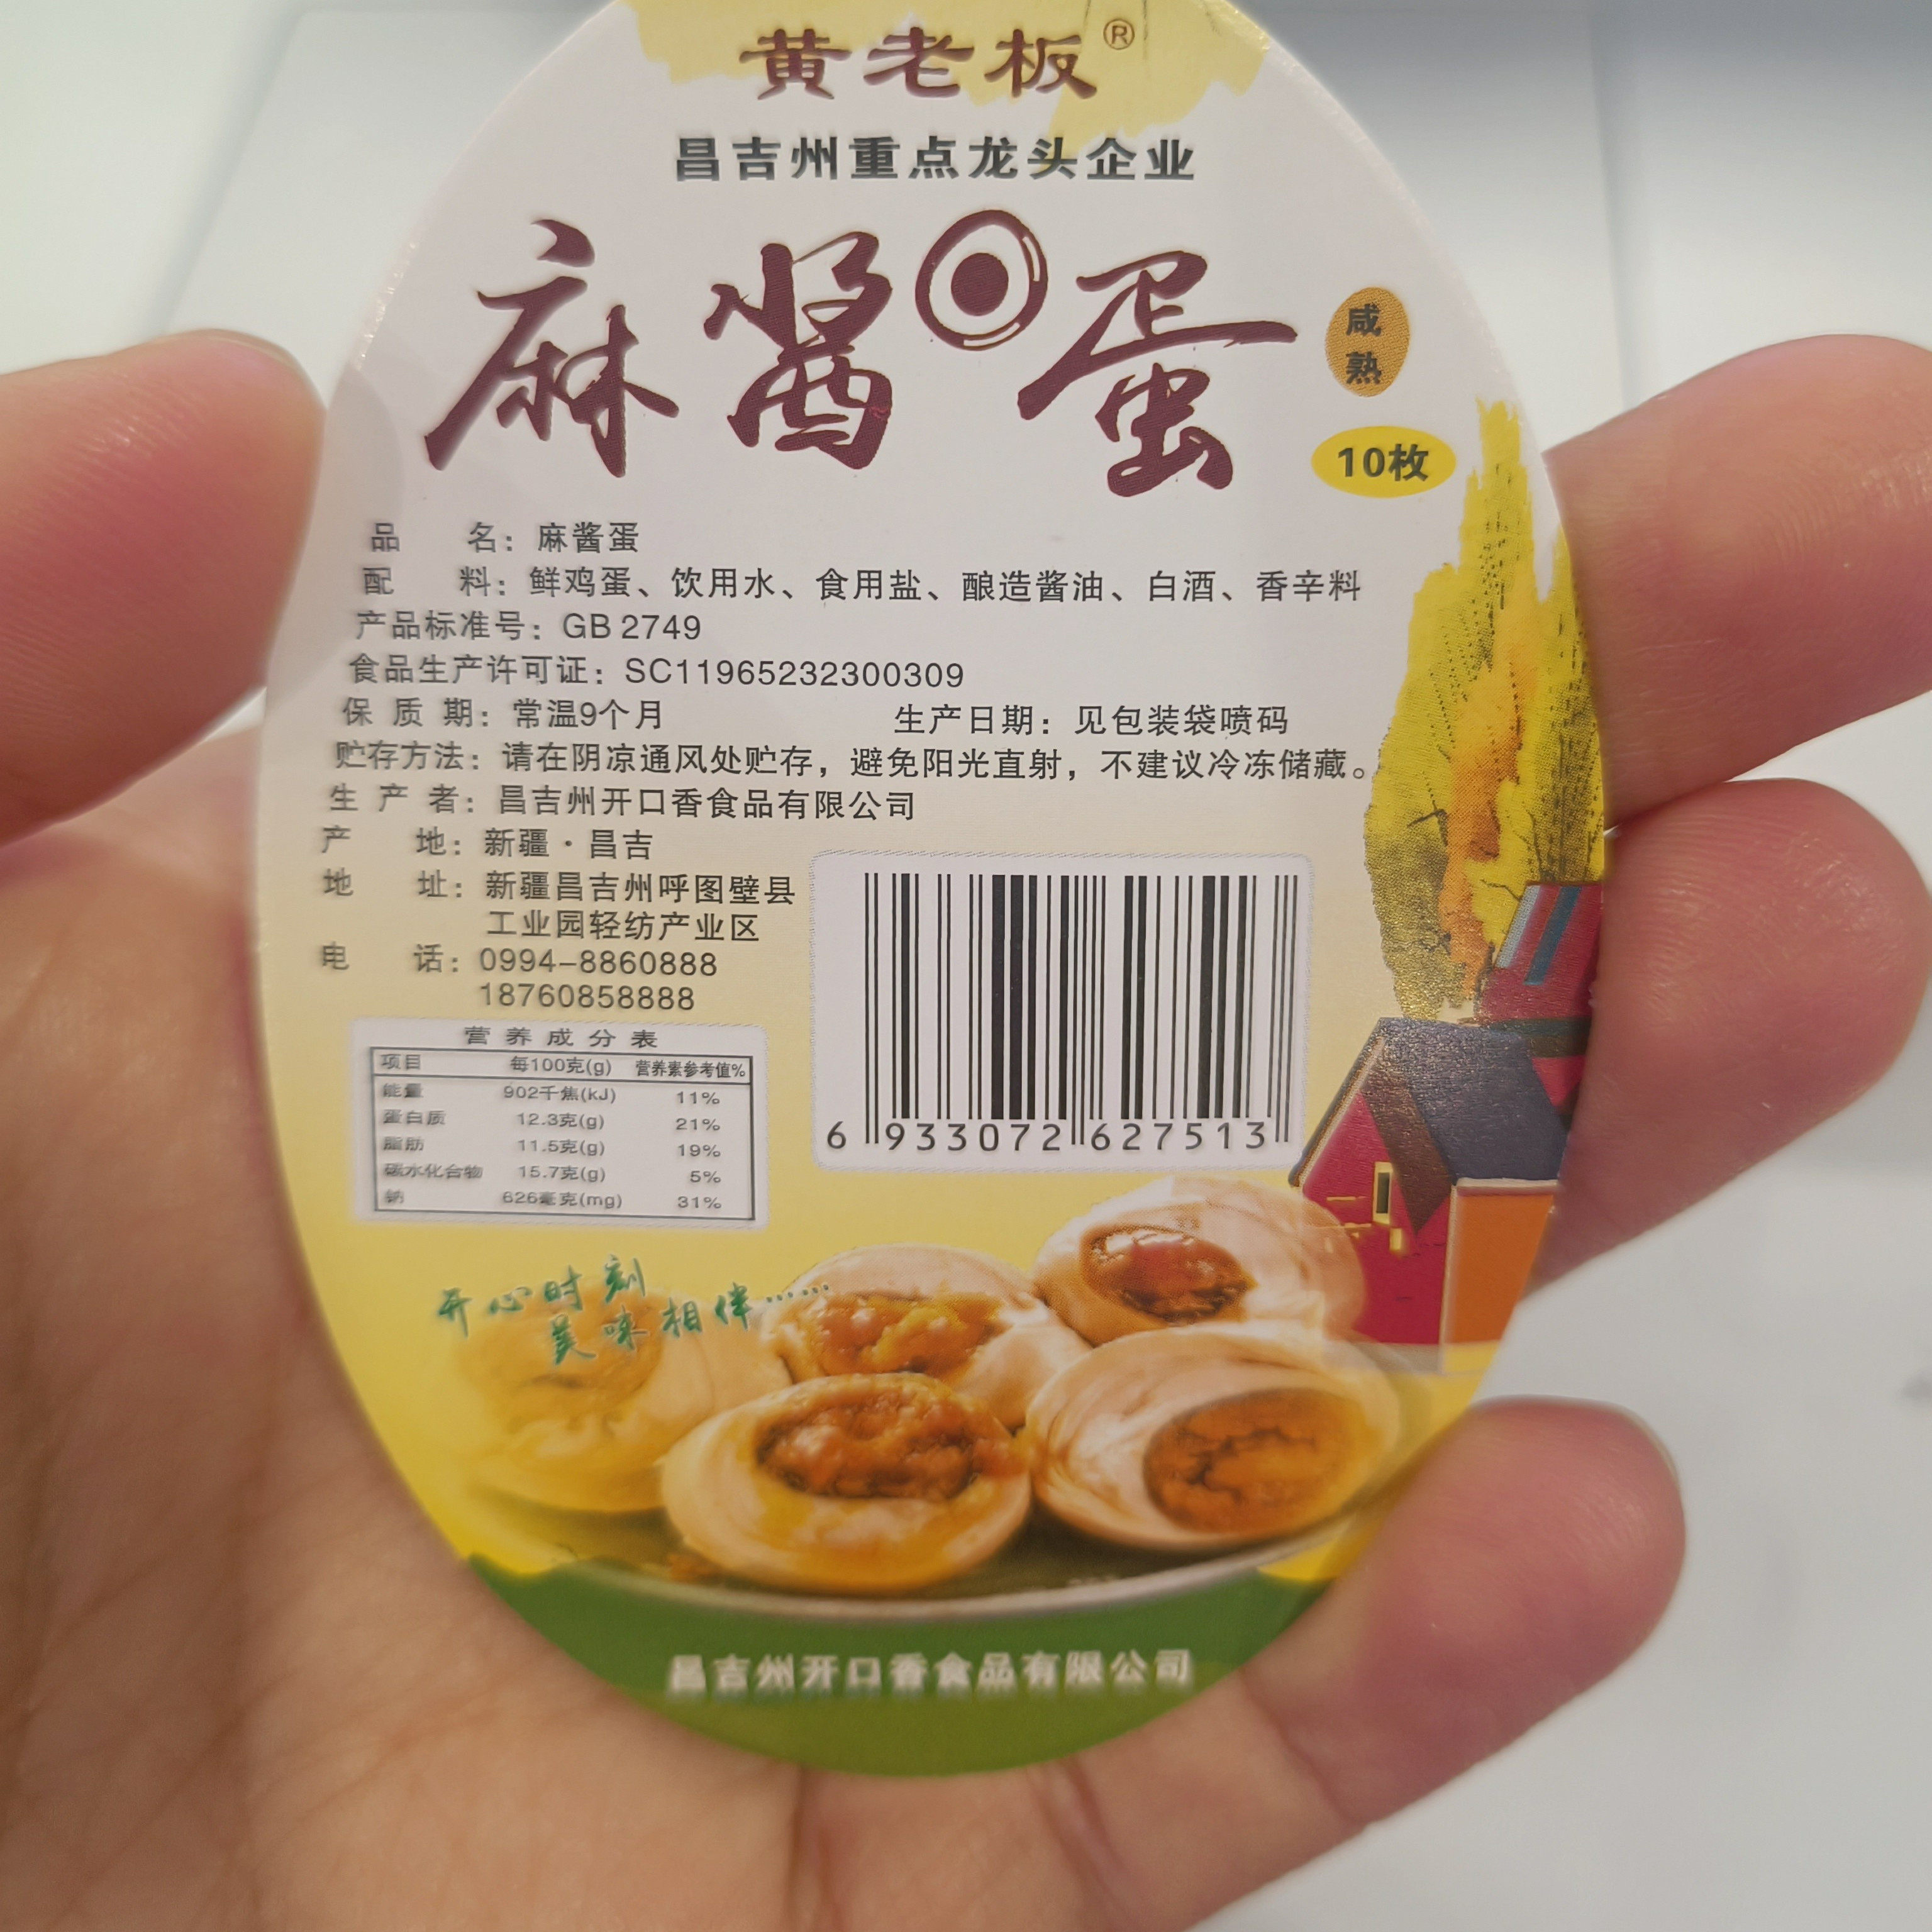 黄老板®
昌吉州重点龙头企业
麻酱蛋
咸熟
10枚
品名：麻酱蛋
配料：鲜鸡蛋、饮用水、食用盐、酿造酱油、白酒、香辛料
产品标准号：GB 2749
食品生产许可证：SC11965232300309
保质期：常温9个月 生产日期：见包装袋喷码
贮存方法：请在阴凉通风处贮存，避免阳光直射，不建议冷冻储藏。
生产者：昌吉州开口香食品有限公司
产地：新疆·昌吉
地址：新疆昌吉州呼图壁县
工业园轻纺产业区
电话：0994-8860888
18760858888
营养成分表
项目 每100克(g) 营养素参考值%
能量 902千焦(kJ) 11%
蛋白质 12.3克(g) 21%
脂肪 11.5克(g) 19%
碳水化合物 15.7克(g) 5%
钠 626毫克(mg) 31%
6 933072 627513
开心时刻
美味相伴……
昌吉州开口香食品有限公司